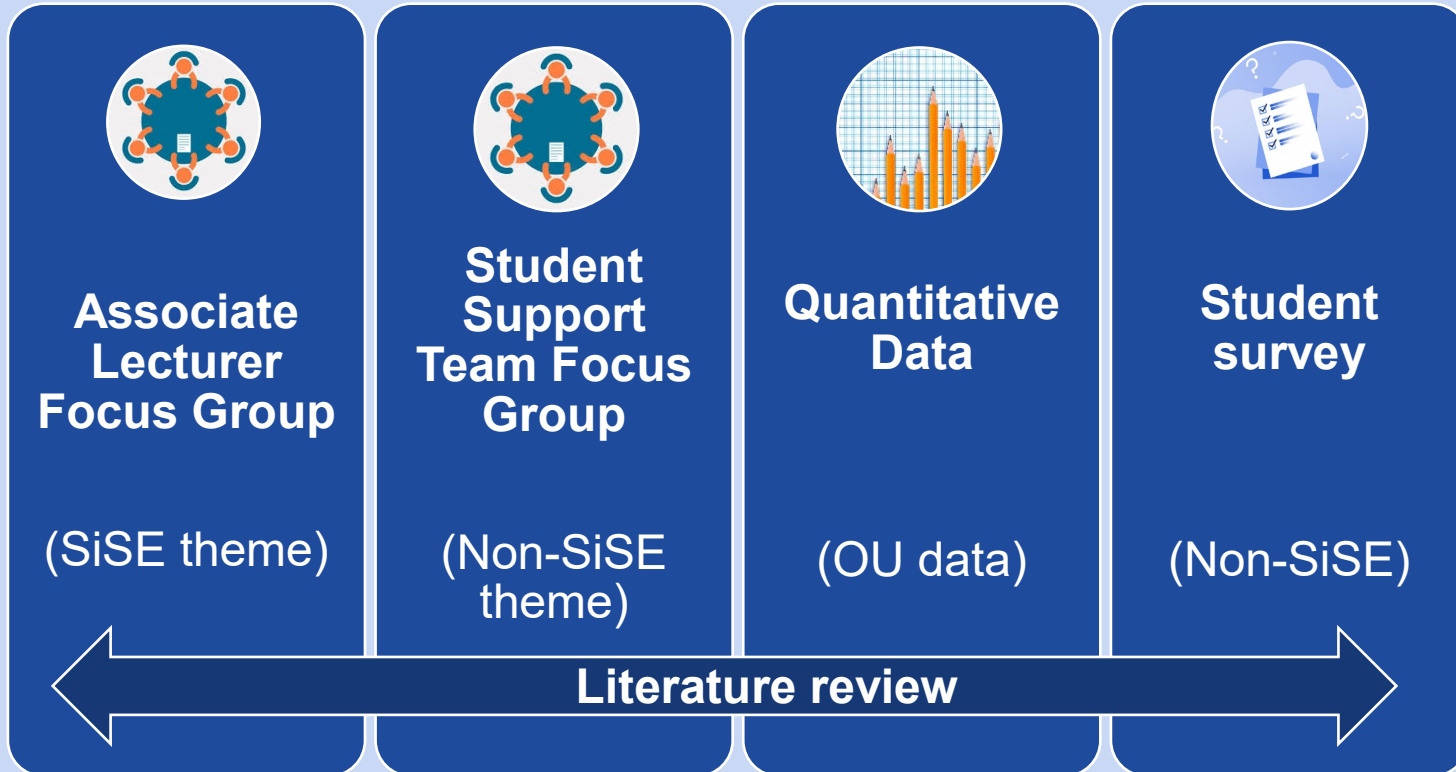 Associate
Lecturer
Focus Group
(SiSE theme)
Student
Support
Team Focus
Group
(Non-SiSE
theme)
Quantitative
Data
(OU data)
Student
survey
(Non-SiSE)
Literature review